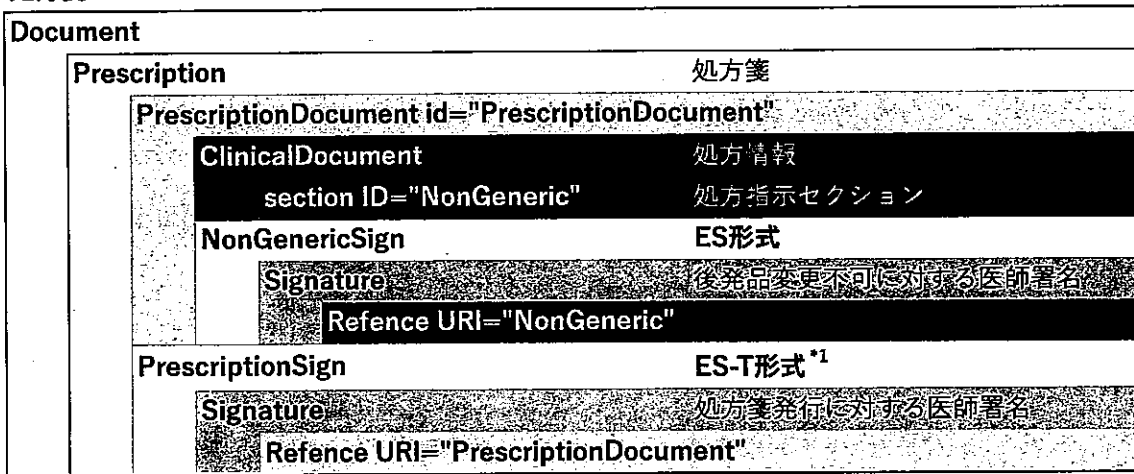 Document
Prescription 処方箋
PrescriptionDocument id="PrescriptionDocument"
ClinicalDocument 処方情報
section ID="NonGeneric" 処方指示セクション
NonGenericSign ES形式
Signature 後発品変更不可に対する医師署名
Refence URI="NonGeneric"
PrescriptionSign ES-T形式*1
Signature 処方箋発行に対する医師署名
Refence URI="PrescriptionDocument"